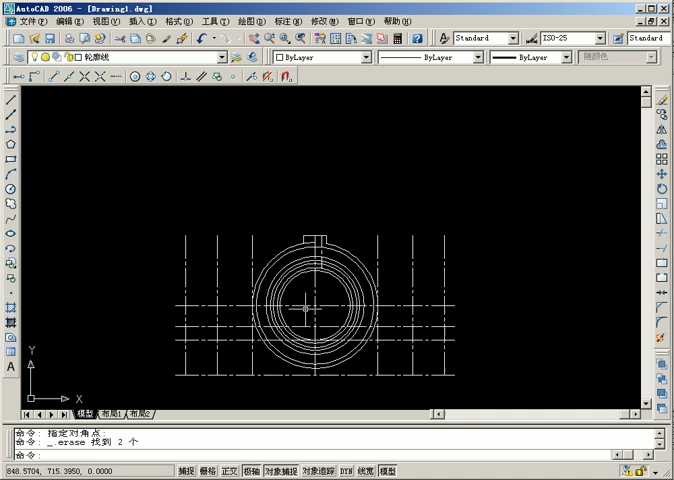 AutoCAD 2006 - [Drawing1.dwg]
文件(F) 编辑(E) 视图(V) 插入(I) 格式(O) 工具(T) 绘图(D) 标注(N) 修改(M) 窗口(W) 帮助(H)
Standard ISO-25 Standard
轮廓线 ByLayer ByLayer ByLayer 随颜色
A
Y
X
模型 布局1 布局2
命令: 指定对角点:
命令: _.erase 找到 2 个
命令:
848.5704, 715.3950, 0.0000 捕捉 栅格 正交 极轴 对象捕捉 对象追踪 DYN 线宽 模型